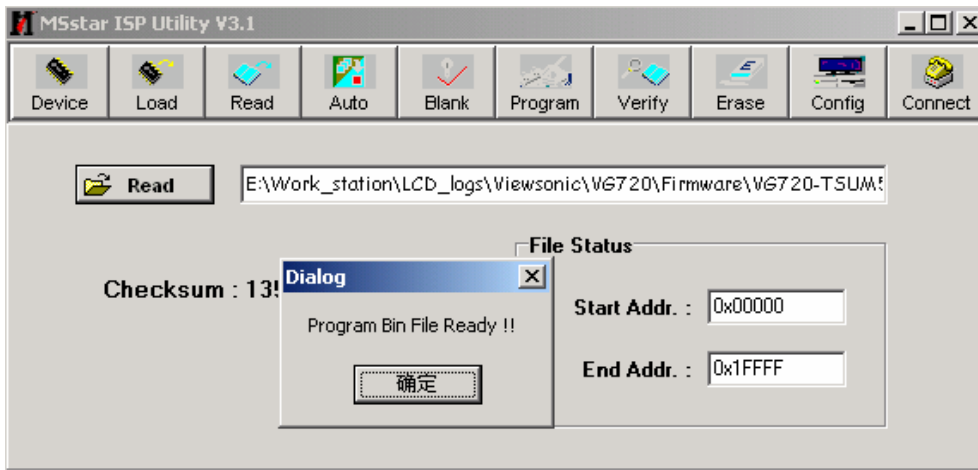 MSstar ISP Utility V3.1
Device Load Read Auto Blank Program Verify Erase Config Connect
Read E:\Work_station\LCD_logs\Viewsonic\VG720\Firmware\VG720-TSUM
File Status
Checksum : 13
Dialog
Program Bin File Ready !!
确定
Start Addr. : 0x00000
End Addr. : 0x1FFFF